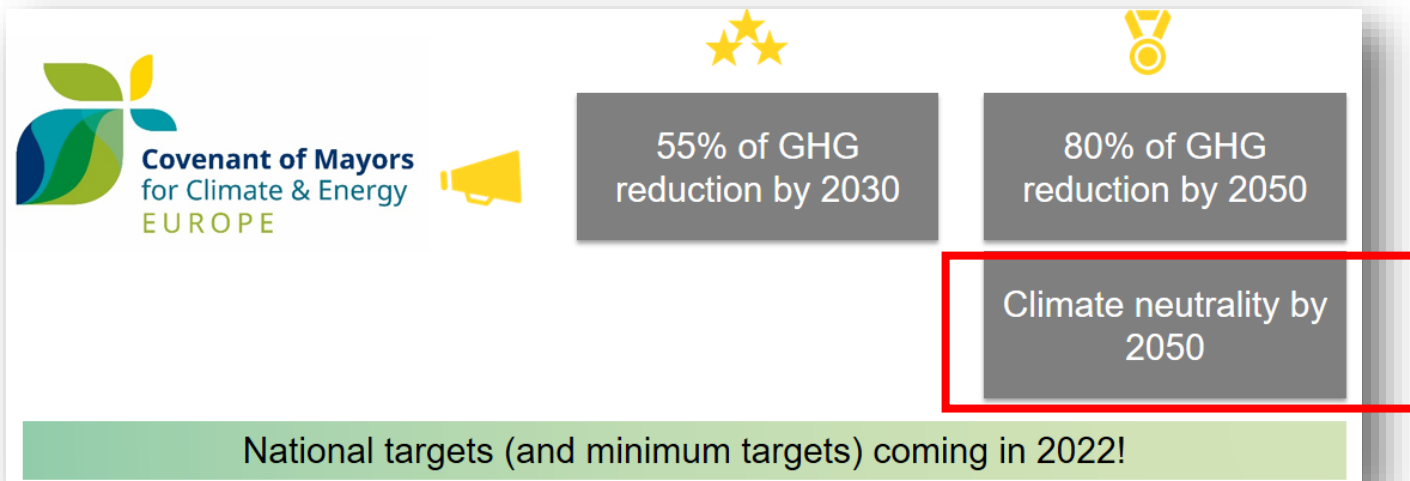 Covenant of Mayors
for Climate & Energy
EUROPE
55% of GHG
reduction by 2030
80% of GHG
reduction by 2050
Climate neutrality by
2050
National targets (and minimum targets) coming in 2022!